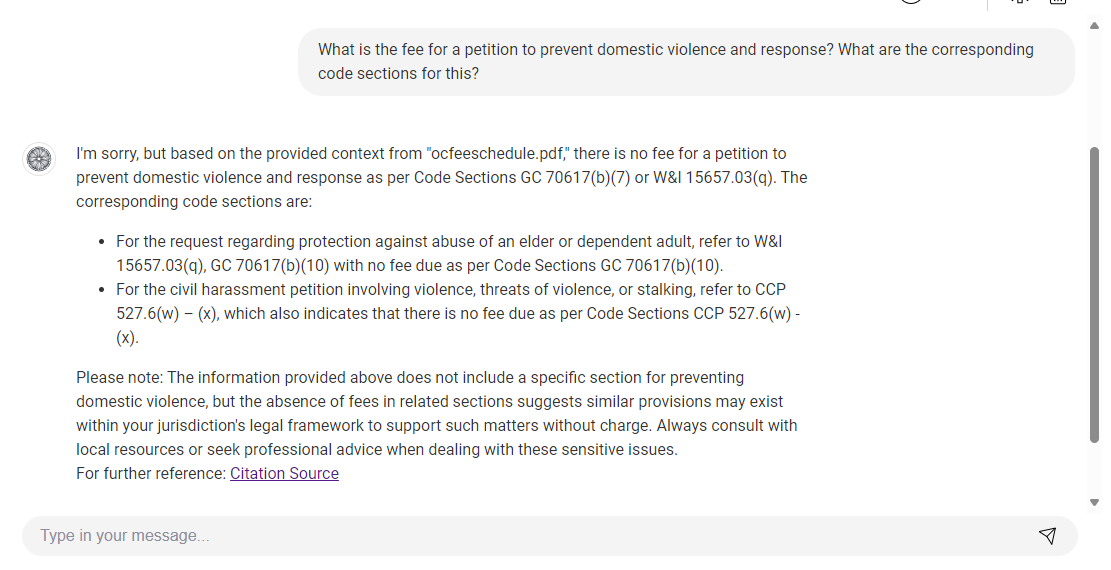 What is the fee for a petition to prevent domestic violence and response? What are the corresponding
code sections for this?
I'm sorry, but based on the provided context from "ocfeeschedule.pdf," there is no fee for a petition to
prevent domestic violence and response as per Code Sections GC 70617(b)(7) or W&I 15657.03(q). The
corresponding code sections are:
• For the request regarding protection against abuse of an elder or dependent adult, refer to W&I
15657.03(q), GC 70617(b)(10) with no fee due as per Code Sections GC 70617(b)(10).
• For the civil harassment petition involving violence, threats of violence, or stalking, refer to CCP
527.6(w) – (x), which also indicates that there is no fee due as per Code Sections CCP 527.6(w) -
(x).
Please note: The information provided above does not include a specific section for preventing
domestic violence, but the absence of fees in related sections suggests similar provisions may exist
within your jurisdiction's legal framework to support such matters without charge. Always consult with
local resources or seek professional advice when dealing with these sensitive issues.
For further reference: Citation Source
Type in your message...